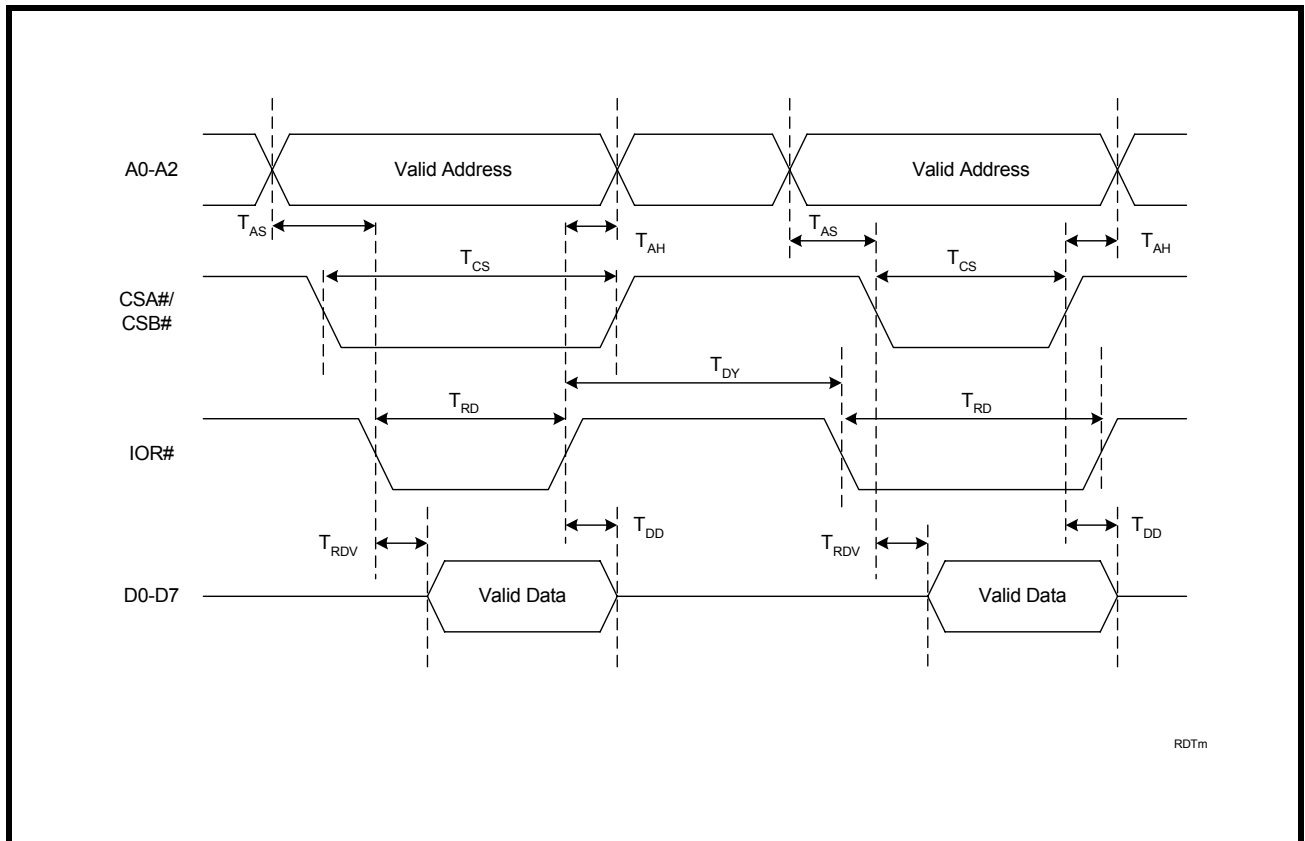 A0-A2
Valid Address
Valid Address
TAS
TAH
TAS
TAH
TCS
TCS
CSA#/
CSB#
TDY
TRD
TRD
IOR#
TRDV
TDD
TRDV
TDD
D0-D7
Valid Data
Valid Data
RDTm